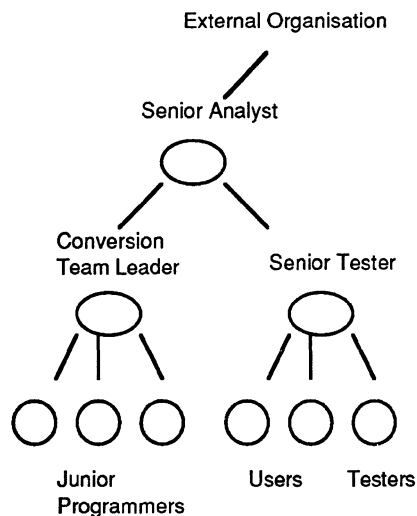 External Organisation
Senior Analyst
Conversion
Team Leader
Senior Tester
Junior
Programmers
Users
Testers